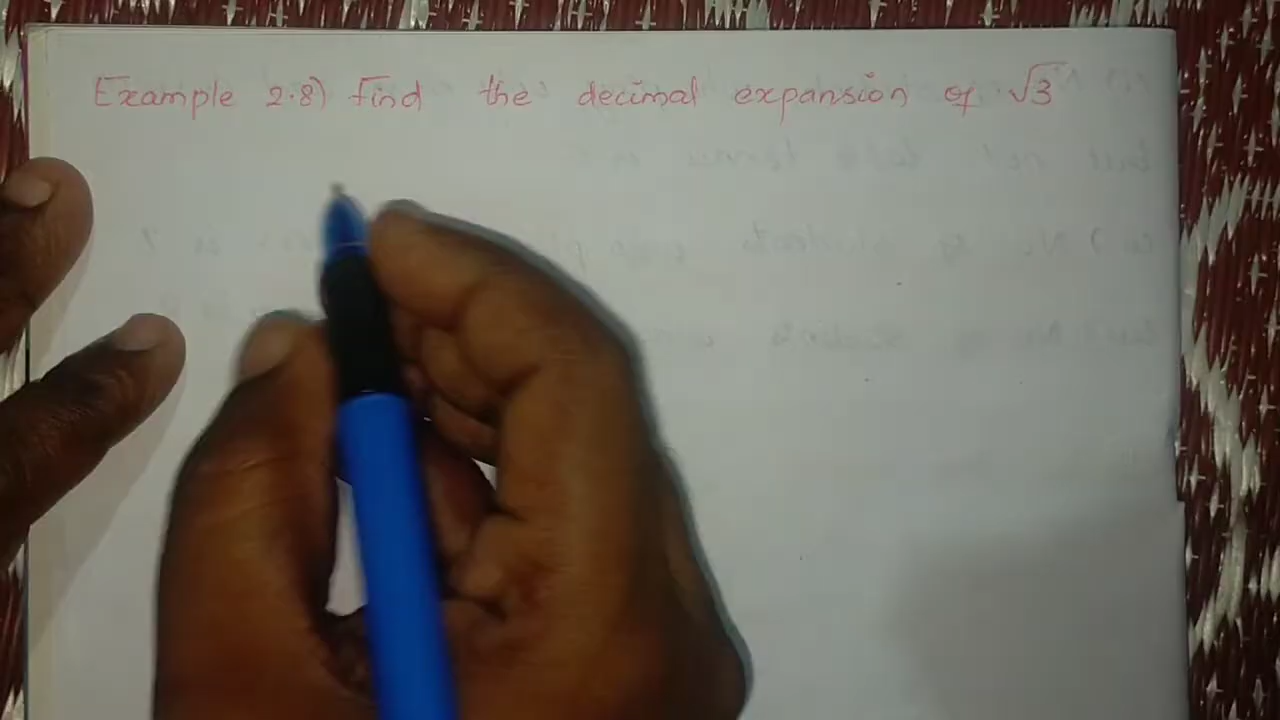 Example 2.8) Find the decimal expansion of √3